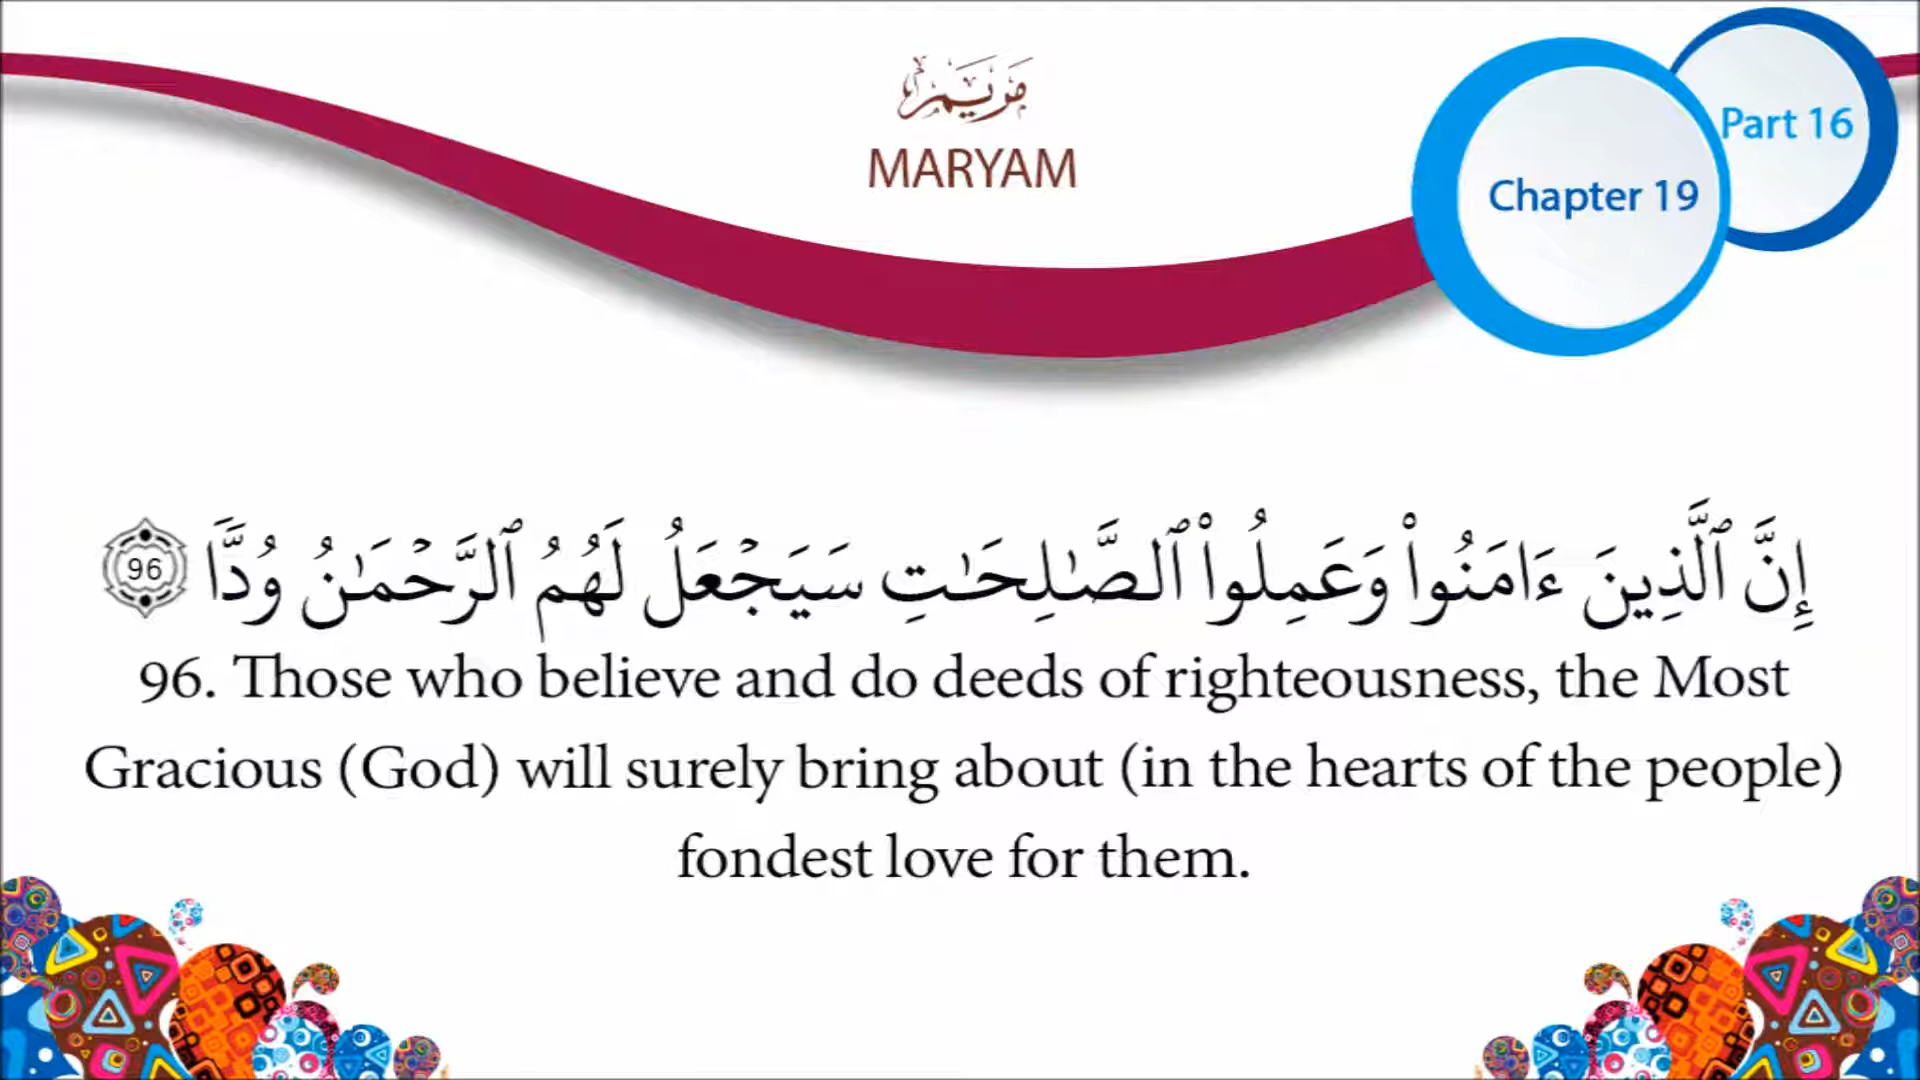 مريم
MARYAM
Part 16
Chapter 19
إِنَّ ٱلَّذِينَ ءَامَنُوا۟ وَعَمِلُوا۟ ٱلصَّـٰلِحَـٰتِ سَيَجْعَلُ لَهُمُ ٱلرَّحْمَـٰنُ وُدًّا 96
96. Those who believe and do deeds of righteousness, the Most
Gracious (God) will surely bring about (in the hearts of the people)
fondest love for them.